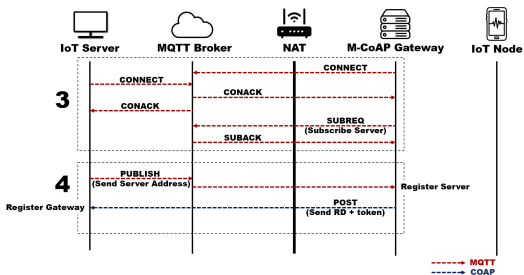 IoT Server
MQTT Broker
NAT
M-CoAP Gateway
IoT Node
3
CONNECT
CONNECT
CONACK
CONACK
SUBREQ
(Subscribe Server)
SUBACK
4
PUBLISH
(Send Server Address)
Register Server
Register Gateway
POST
(Send RD + token)
MQTT
COAP